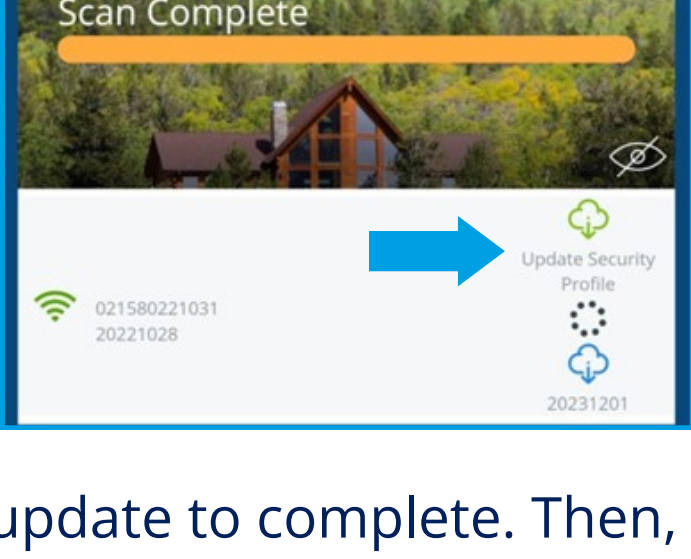 Scan Complete
Update Security
Profile
021580221031
20221028
20231201
update to complete. Then,